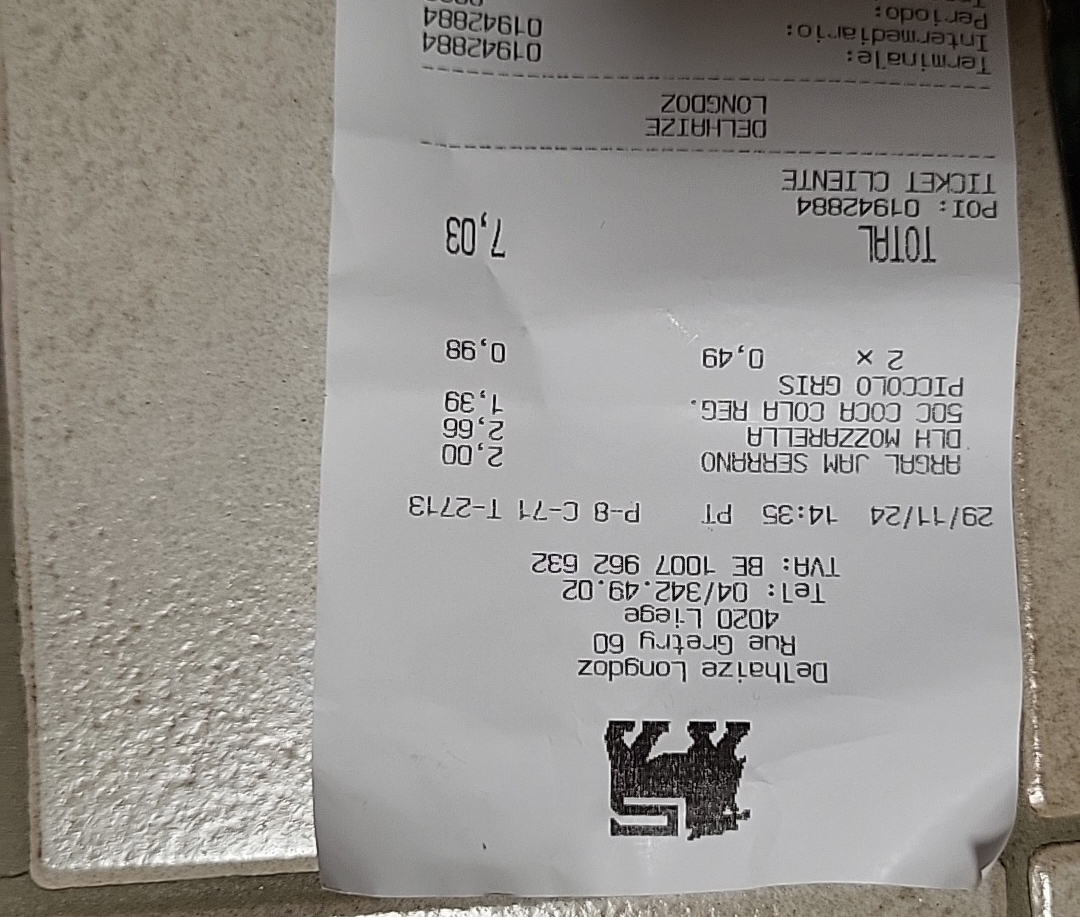 Delhaize Longdoz
Rue Gretry 60
4020 Liege
Tel: 04/342.49.02
TVA: BE 1007 962 632
29/11/24 14:35 PT P-8 C-71 T-2713
ARGAL JAM SERRANO 2,00
DLH MOZZARELLA 2,66
50C COCA COLA REG. 1,39
PICCOLO GRIS
2 x 0,49 0,98
TOTAL 7,03
POI: 01942884
TICKET CLIENTE
DELHAIZE
LONGDOZ
Terminale: 01942884
Intermediario: 01942884
Periodo: